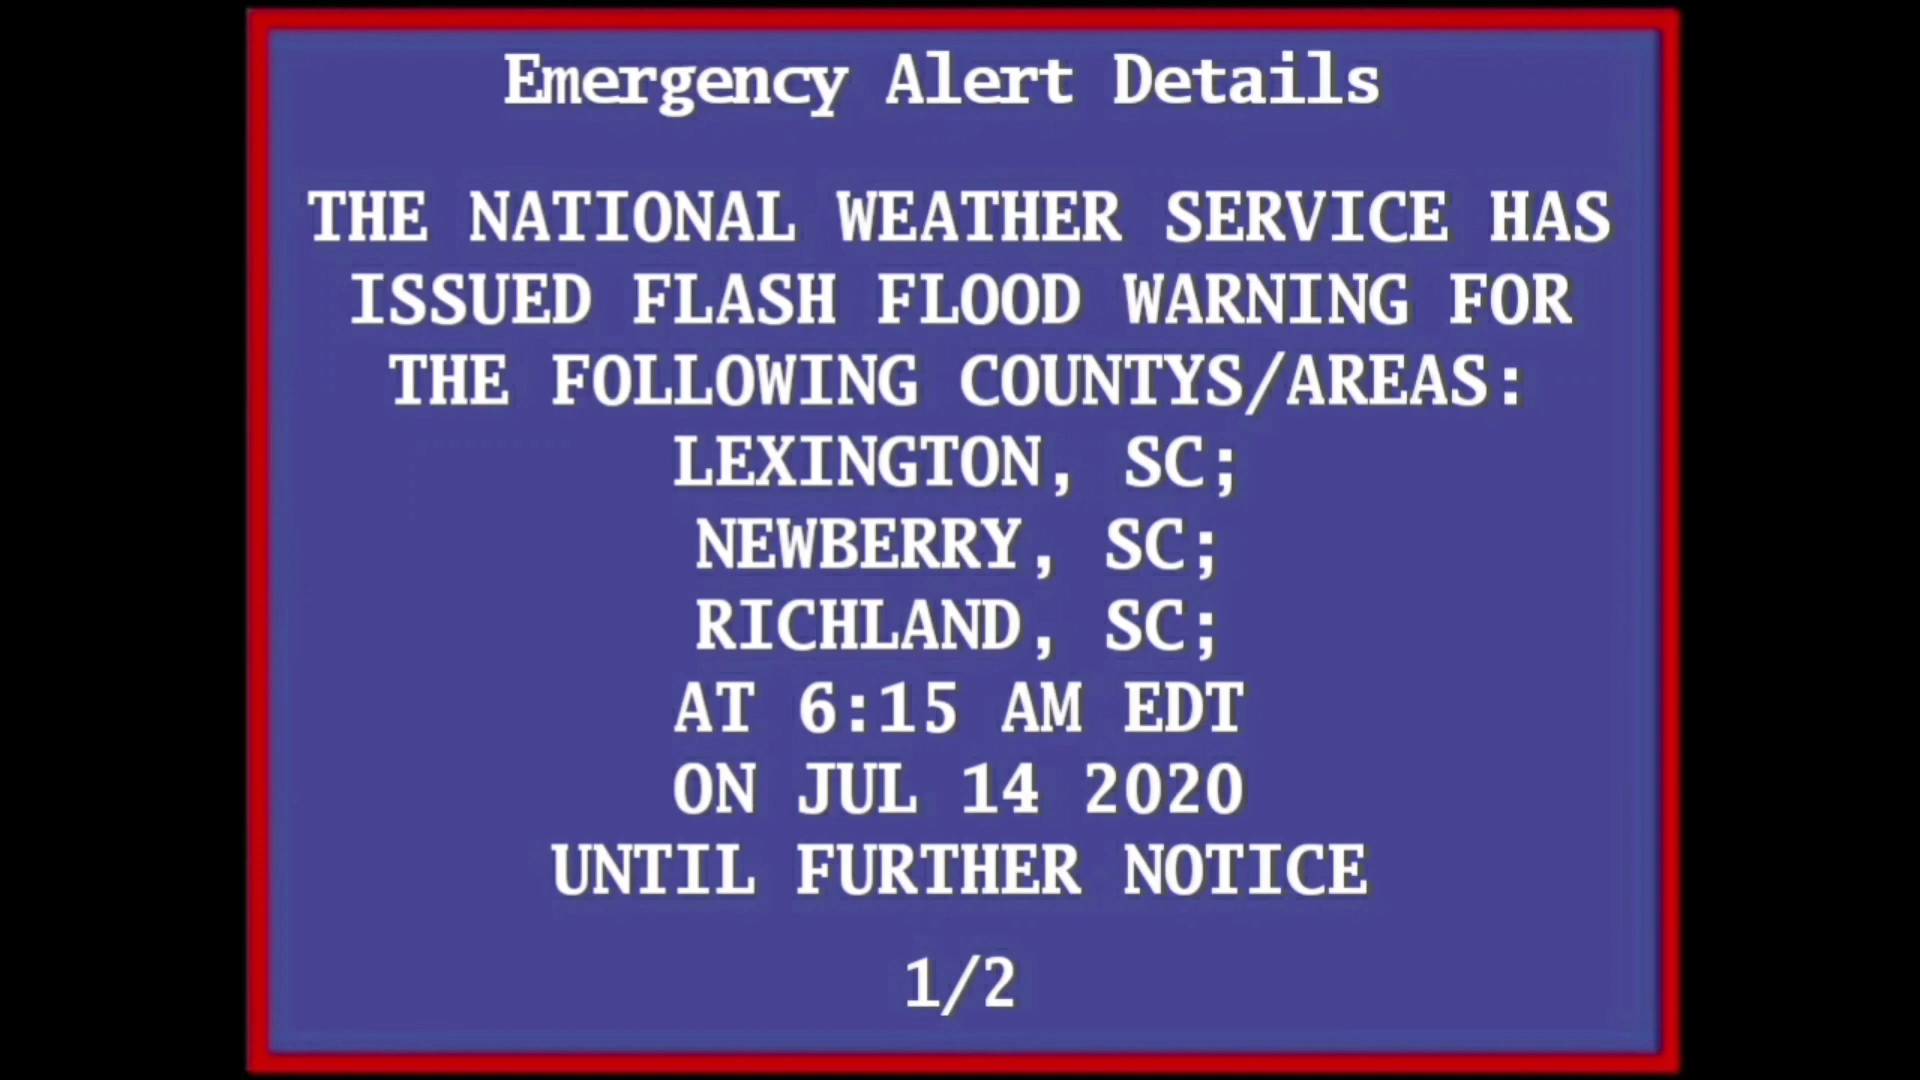 Emergency Alert Details
THE NATIONAL WEATHER SERVICE HAS
ISSUED FLASH FLOOD WARNING FOR
THE FOLLOWING COUNTYS/AREAS:
LEXINGTON, SC;
NEWBERRY, SC;
RICHLAND, SC;
AT 6:15 AM EDT
ON JUL 14 2020
UNTIL FURTHER NOTICE
1/2